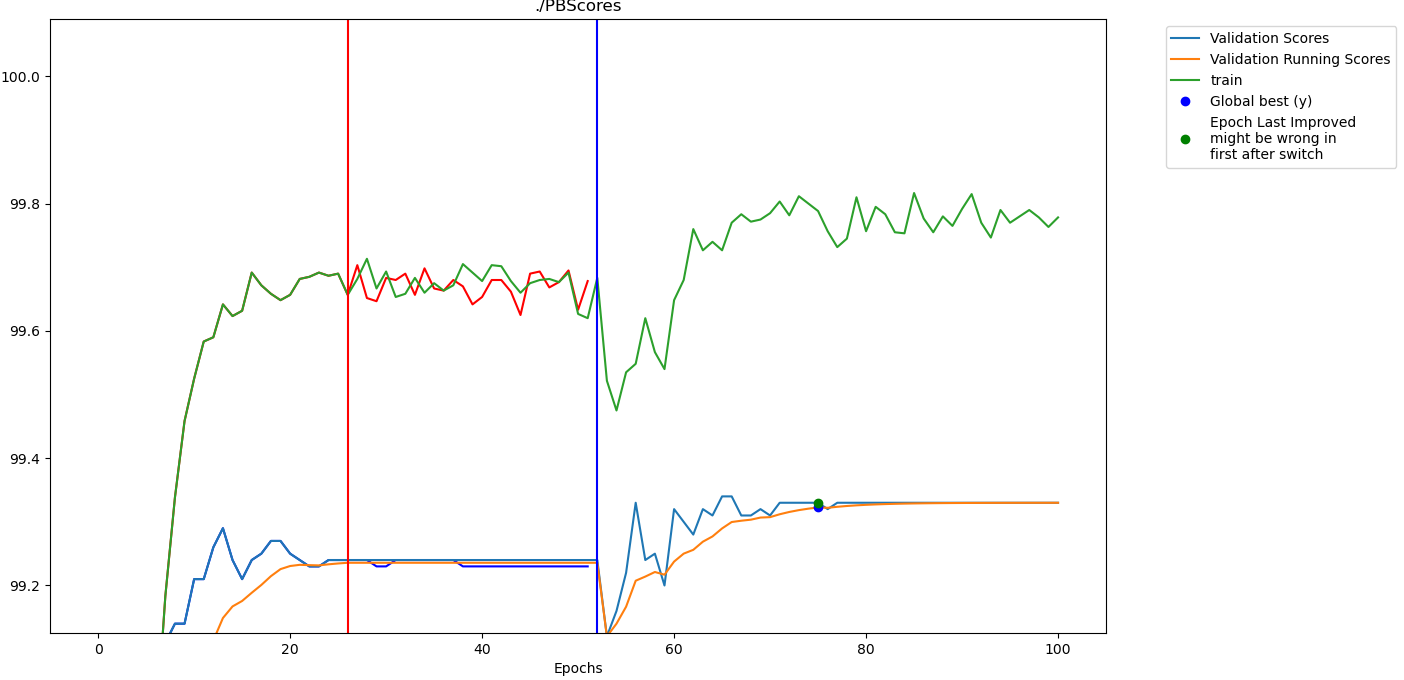 ./PBScores
100.0
99.8
99.6
99.4
99.2
0
20
40
60
80
100
Epochs
Validation Scores
Validation Running Scores
train
Global best (y)
Epoch Last Improved
might be wrong in
first after switch